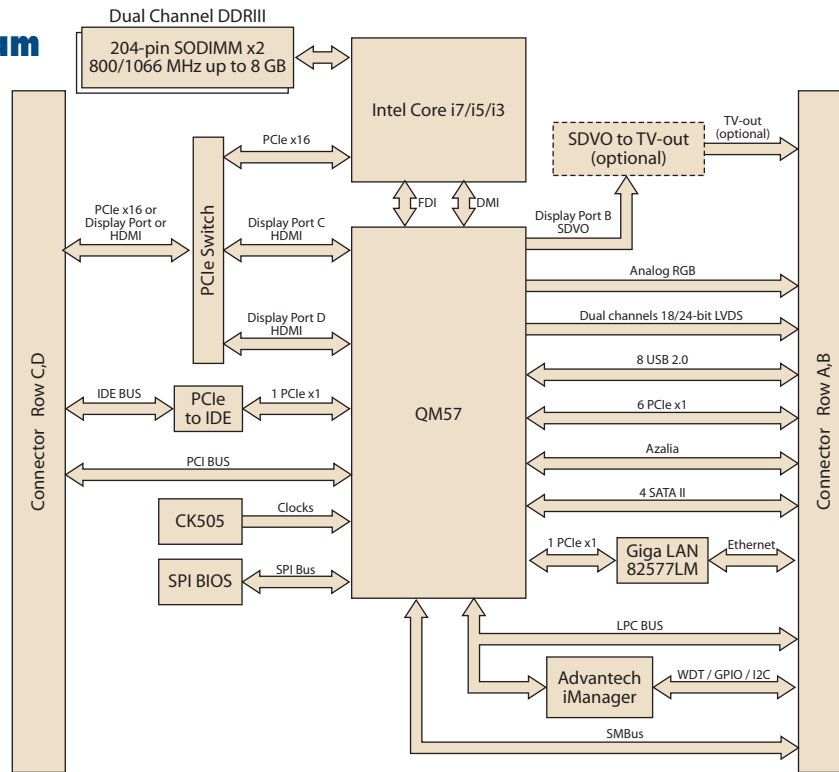 am
Dual Channel DDRIII
204-pin SODIMM x2
800/1066 MHz up to 8 GB
Intel Core i7/i5/i3
SDVO to TV-out
(optional)
TV-out
(optional)
PCIe x16
FDI
DMI
PCIe x16 or
Display Port or
HDMI
PCIe Switch
Display Port C
HDMI
Display Port B
SDVO
Analog RGB
Display Port D
HDMI
Dual channels 18/24-bit LVDS
8 USB 2.0
Connector Row C,D
IDE BUS
PCIe
to IDE
1 PCIe x1
QM57
6 PCIe x1
Connector Row A,B
PCI BUS
Azalia
CK505
Clocks
4 SATA II
SPI BIOS
SPI Bus
1 PCIe x1
Giga LAN
82577LM
Ethernet
LPC BUS
Advantech
iManager
WDT / GPIO / I2C
SMBus